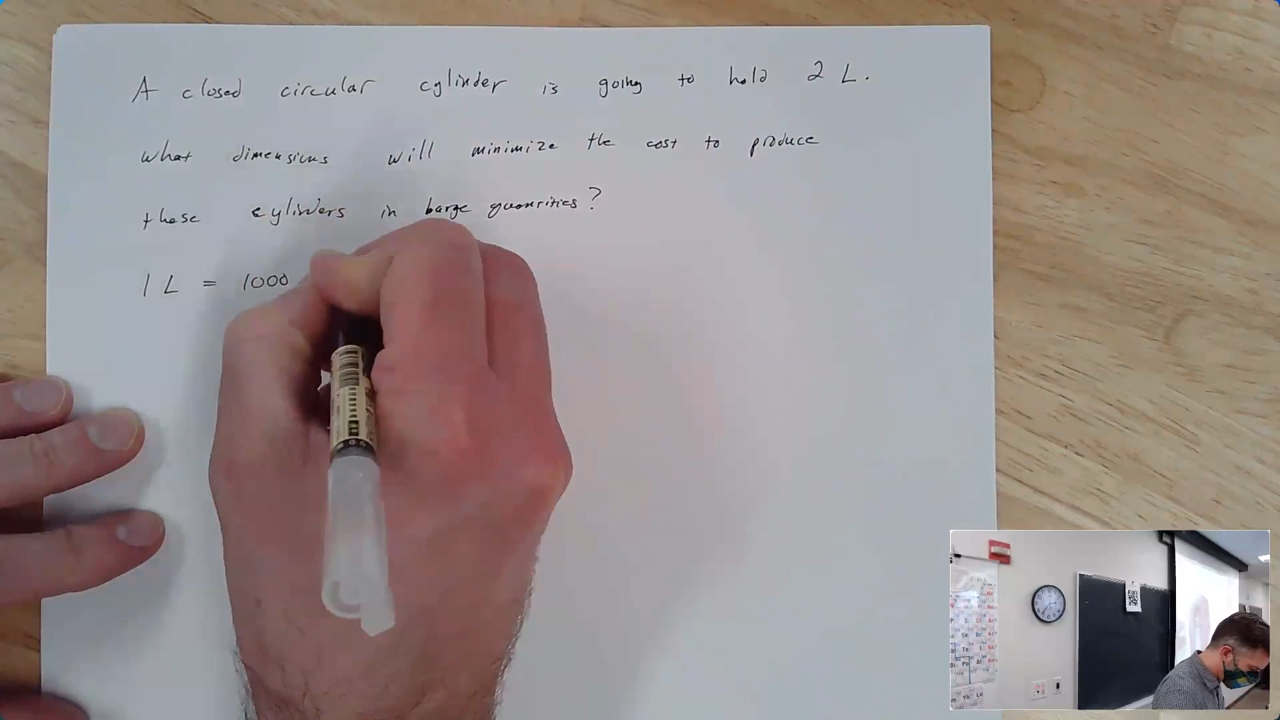 A closed circular cylinder is going to hold 2 L.
what dimensions will minimize the cost to produce
these cylinders in large quantities?
1 L = 1000